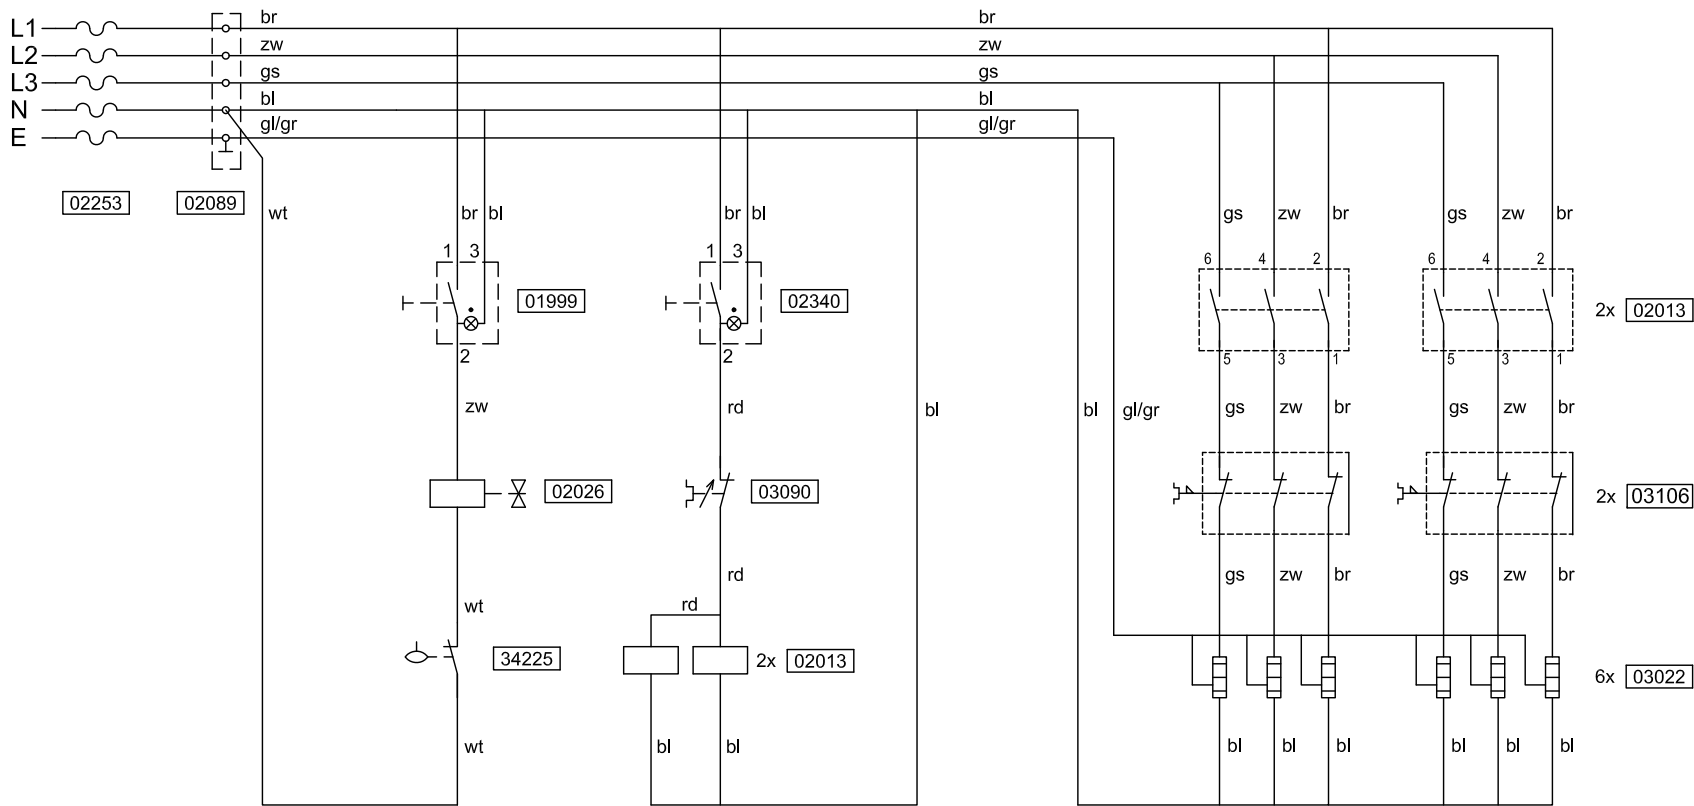 L1 br br
L2 zw zw
L3 gs gs
N bl bl
E gl/gr gl/gr
02253 02089 wt br bl br bl gs zw br gs zw br
1 3 1 3 6 4 2 6 4 2
01999 02340 2x 02013
2 2 5 3 1 5 3 1
zw rd bl bl gl/gr gs zw br gs zw br
02026 03090 2x 03106
rd gs zw br gs zw br
wt rd
34225 2x 02013 6x 03022
wt bl bl bl bl bl bl bl bl